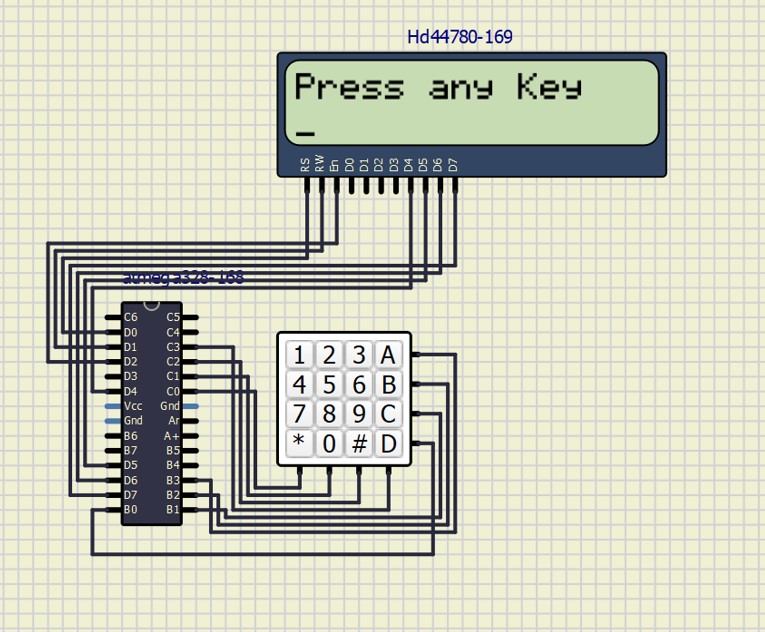 Hd44780-169
Press any Key
_
RS RW En D0 D1 D2 D3 D4 D5 D6 D7
atmega328-168
C6 C5
D0 C4
D1 C3
D2 C2
D3 C1
D4 C0
Vcc Gnd
Gnd Ar
B6 A+
B7 B5
D5 B4
D6 B3
D7 B2
B0 B1
1 2 3 A
4 5 6 B
7 8 9 C
* 0 # D